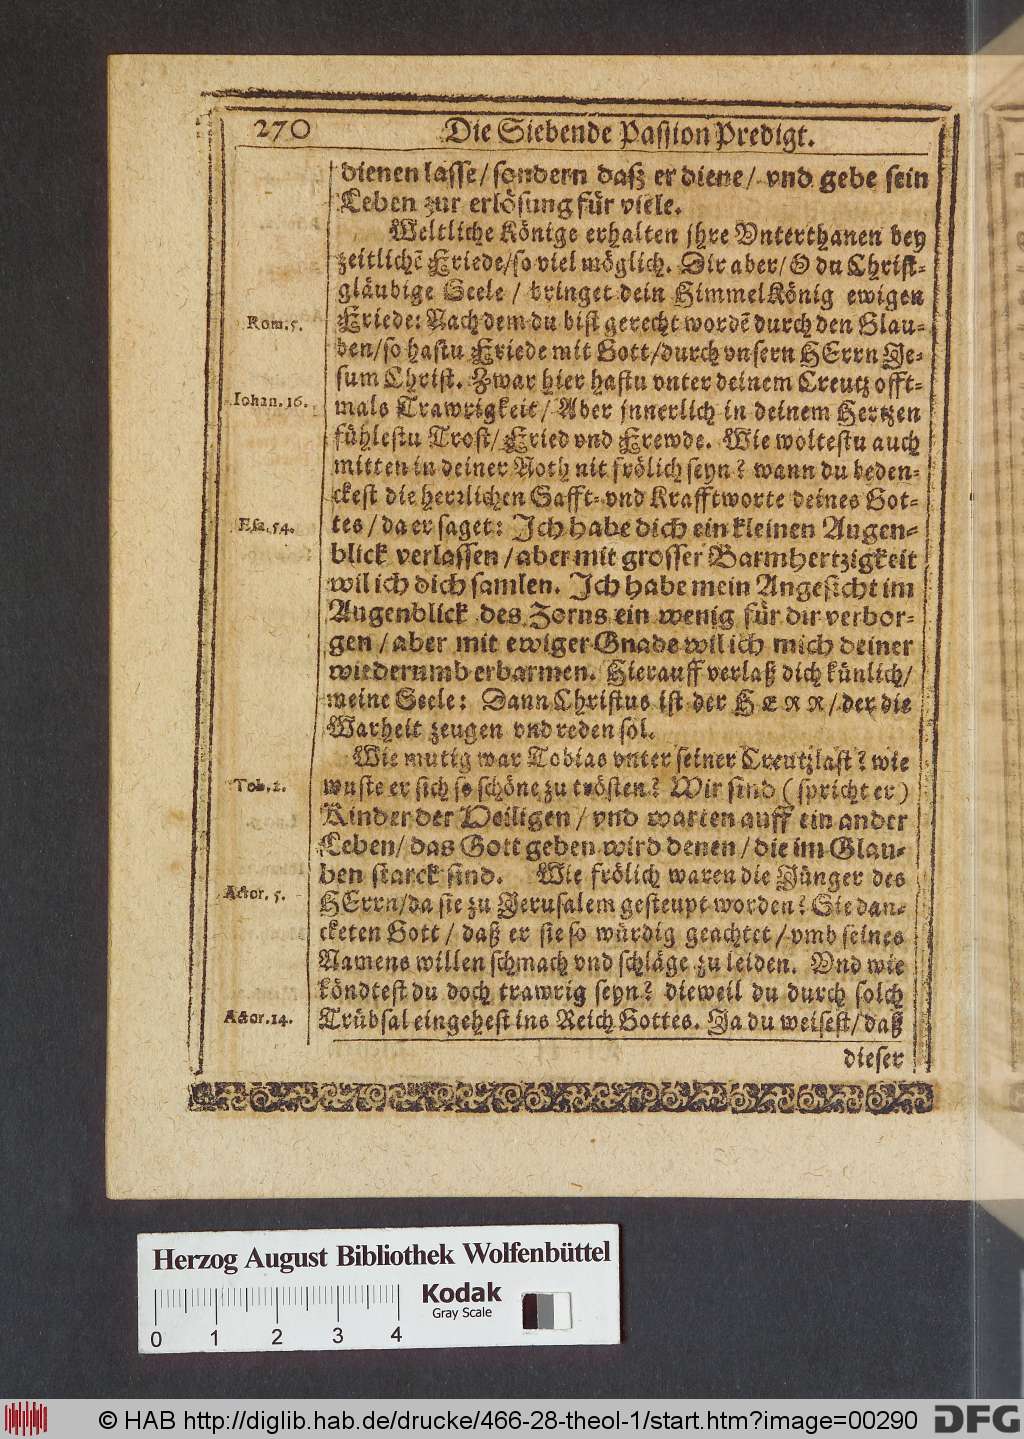 270 Die Siebende Passion Predigt.
dienen lasse/ sondern daß er diene/ vnd gebe sein
Leben zur erlösung für viele.
Weltliche Könige erhalten jhre Vnterthanen bey
zeitlichẽ Friede/so viel möglich. Dir aber/ O du Christ-
gläubige Seele / bringet dein HimmelKönig ewigen
Rom. 5. Friede: Nach dem du bist gerecht wordẽ durch den Glau-
ben/so hastu Friede mit Gott/durch vnsern HErrn Je-
sum Christ. Zwar hier hastu vnter deinem Creutz offt-
Iohan. 16. mals Trawrigkeit/ Aber jnnerlich in deinem Hertzen
fühlestu Trost/ Fried vnd Frewde. Wie woltestu auch
mitten in deiner Noth nit frölich seyn? wann du beden-
ckest die herrlichen Safft- vnd Krafftworte deines Got-
Esa. 54. tes / da er saget: Ich habe dich ein kleinen Augen-
blick verlassen / aber mit grosser Barmhertzigkeit
wil ich dich samlen. Ich habe mein Angesicht im
Augenblick des Zorns ein wenig für dir verbor-
gen / aber mit ewiger Gnade wil ich mich deiner
wiederumb erbarmen. Hierauff verlaß dich künlich/
meine Seele: Dann Christus ist der HERR/ der die
Warheit zeugen vnd reden sol.
Wie mutig war Tobias vnter seiner Creutzlast? wie
Tob. 2. wuste er sich so schöne zu trösten? Wir sind ( spricht er )
Kinder der Heiligen / vnd warten auff ein ander
Leben/ das Gott geben wird denen / die im Glau-
ben starck sind. Wie frölich waren die Jünger des
Actor. 5. HErrn/da sie zu Jerusalem gesteupt worden? Sie dan-
cketen Gott / daß er sie so würdig geachtet / vmb seines
Namens willen schmach vnd schläge zu leiden. Vnd wie
köndtest du doch trawrig seyn? dieweil du durch solch
Actor. 14. Trübsal eingehest ins Reich Gottes. Ja du weisest/ daß
dieser
Herzog August Bibliothek Wolfenbüttel
Kodak
Gray Scale
0 1 2 3 4
© HAB http://diglib.hab.de/drucke/466-28-theol-1/start.htm?image=00290 DFG